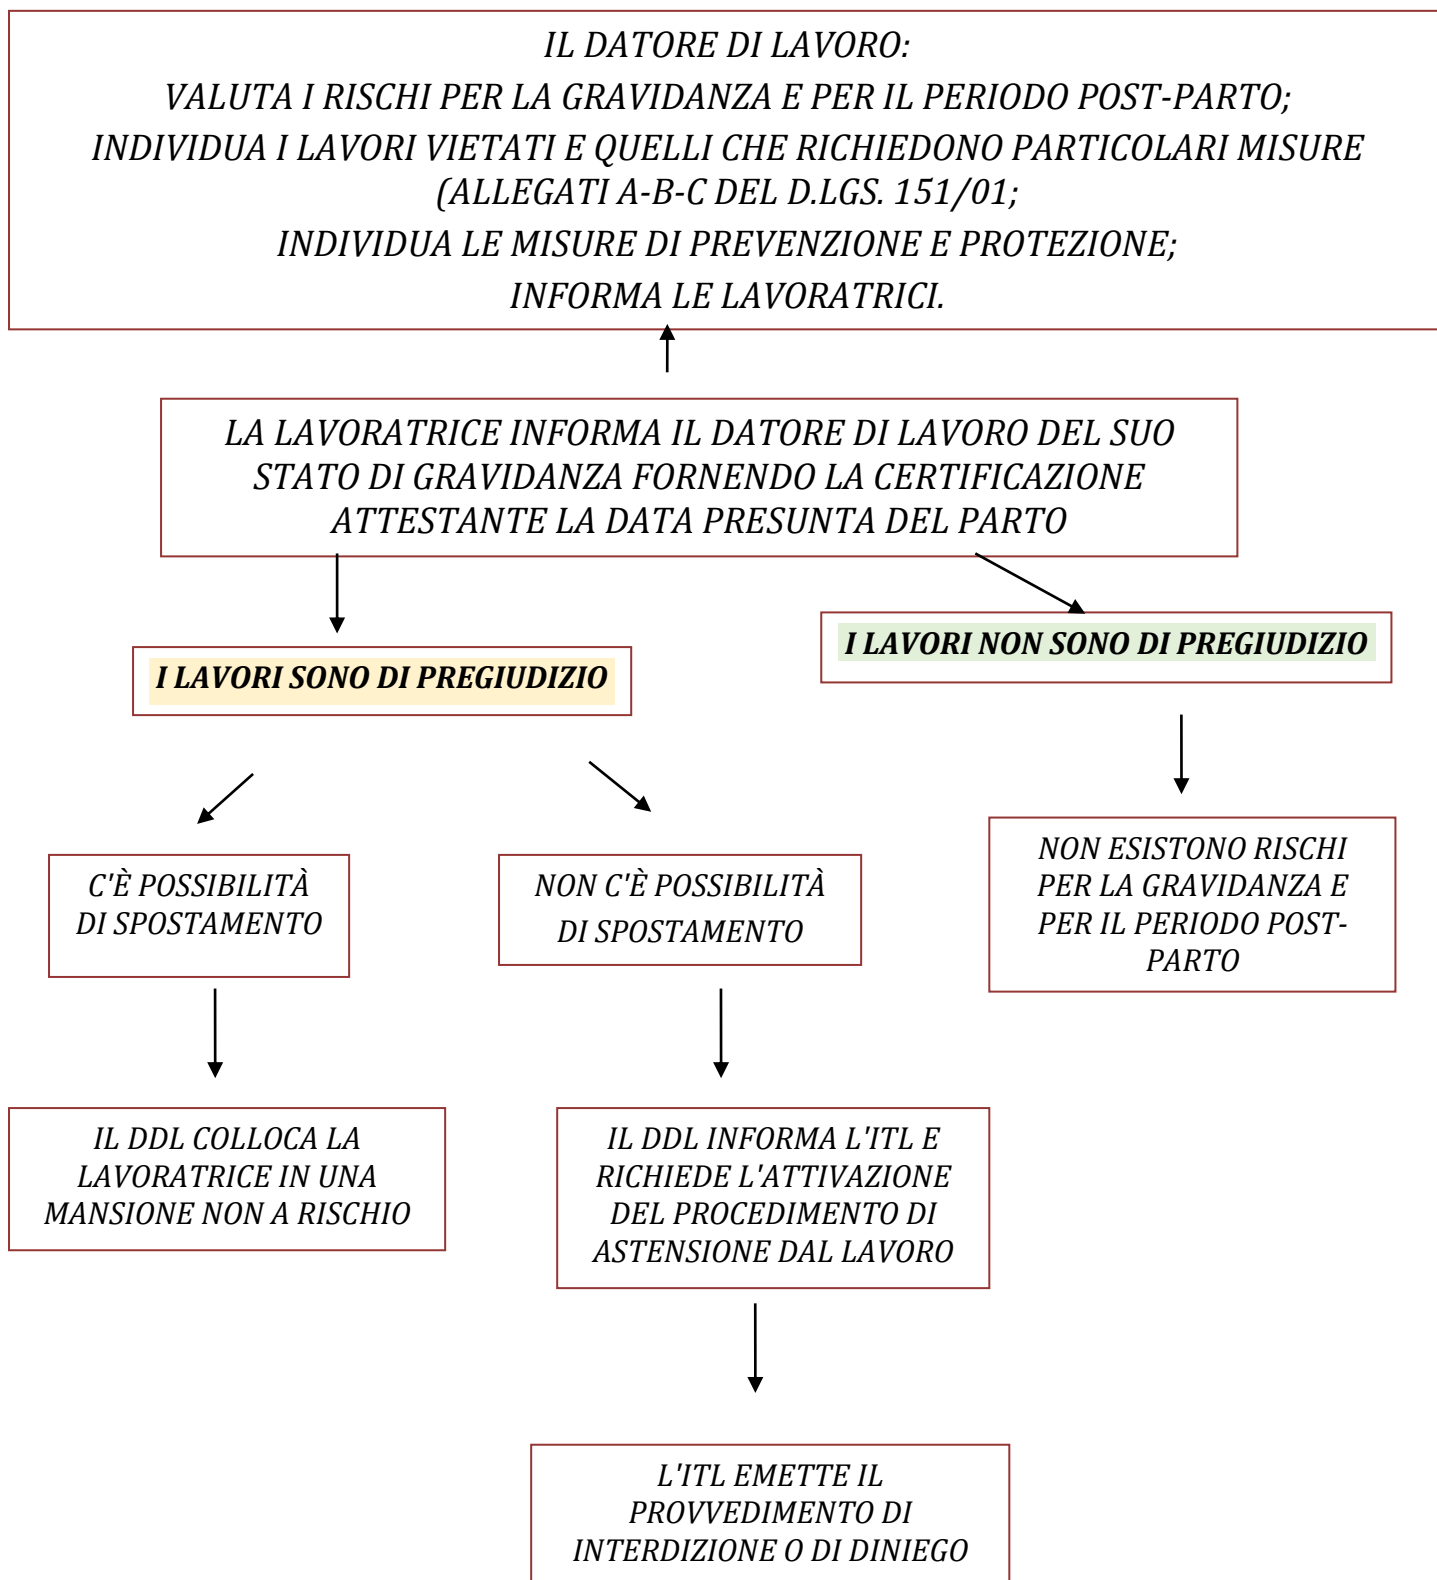 IL DATORE DI LAVORO:
VALUTA I RISCHI PER LA GRAVIDANZA E PER IL PERIODO POST-PARTO;
INDIVIDUA I LAVORI VIETATI E QUELLI CHE RICHIEDONO PARTICOLARI MISURE
(ALLEGATI A-B-C DEL D.LGS. 151/01;
INDIVIDUA LE MISURE DI PREVENZIONE E PROTEZIONE;
INFORMA LE LAVORATRICI.
LA LAVORATRICE INFORMA IL DATORE DI LAVORO DEL SUO
STATO DI GRAVIDANZA FORNENDO LA CERTIFICAZIONE
ATTESTANTE LA DATA PRESUNTA DEL PARTO
I LAVORI SONO DI PREGIUDIZIO
I LAVORI NON SONO DI PREGIUDIZIO
C'È POSSIBILITÀ
DI SPOSTAMENTO
NON C'È POSSIBILITÀ
DI SPOSTAMENTO
NON ESISTONO RISCHI
PER LA GRAVIDANZA E
PER IL PERIODO POST-
PARTO
IL DDL COLLOCA LA
LAVORATRICE IN UNA
MANSIONE NON A RISCHIO
IL DDL INFORMA L'ITL E
RICHIEDE L'ATTIVAZIONE
DEL PROCEDIMENTO DI
ASTENSIONE DAL LAVORO
L'ITL EMETTE IL
PROVVEDIMENTO DI
INTERDIZIONE O DI DINIEGO